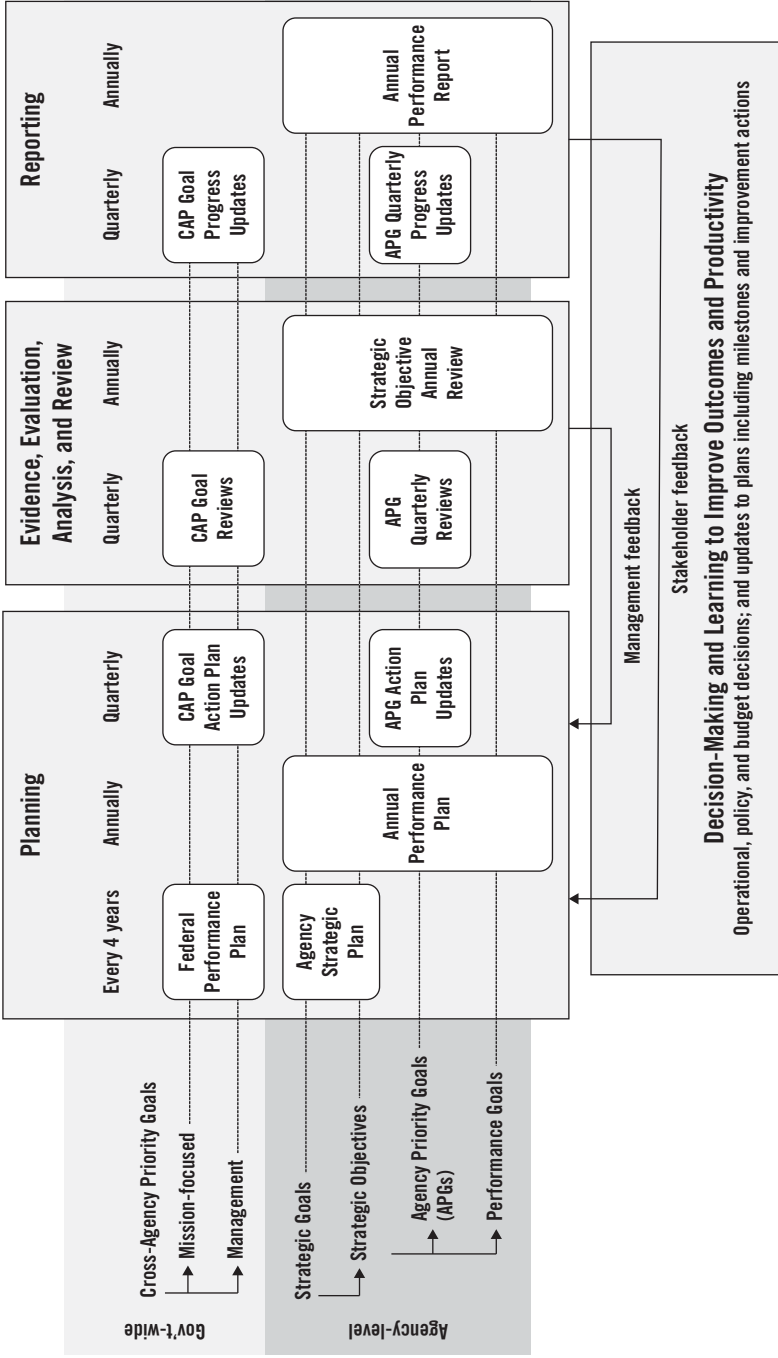 Planning
Every 4 years
Annually
Quarterly
Evidence, Evaluation,
Analysis, and Review
Quarterly
Annually
Reporting
Quarterly
Annually
Gov't-wide
Cross-Agency Priority Goals
Mission-focused
Management
Federal
Performance
Plan
CAP Goal
Action Plan
Updates
CAP Goal
Reviews
CAP Goal
Progress
Updates
Agency-level
Strategic Goals
Strategic Objectives
Agency Priority Goals
(APGs)
Performance Goals
Agency
Strategic
Plan
Annual
Performance
Plan
APG Action
Plan
Updates
APG
Quarterly
Reviews
Strategic
Objective
Annual
Review
APG Quarterly
Progress
Updates
Annual
Performance
Report
Management feedback
Stakeholder feedback
Decision-Making and Learning to Improve Outcomes and Productivity
Operational, policy, and budget decisions; and updates to plans including milestones and improvement actions